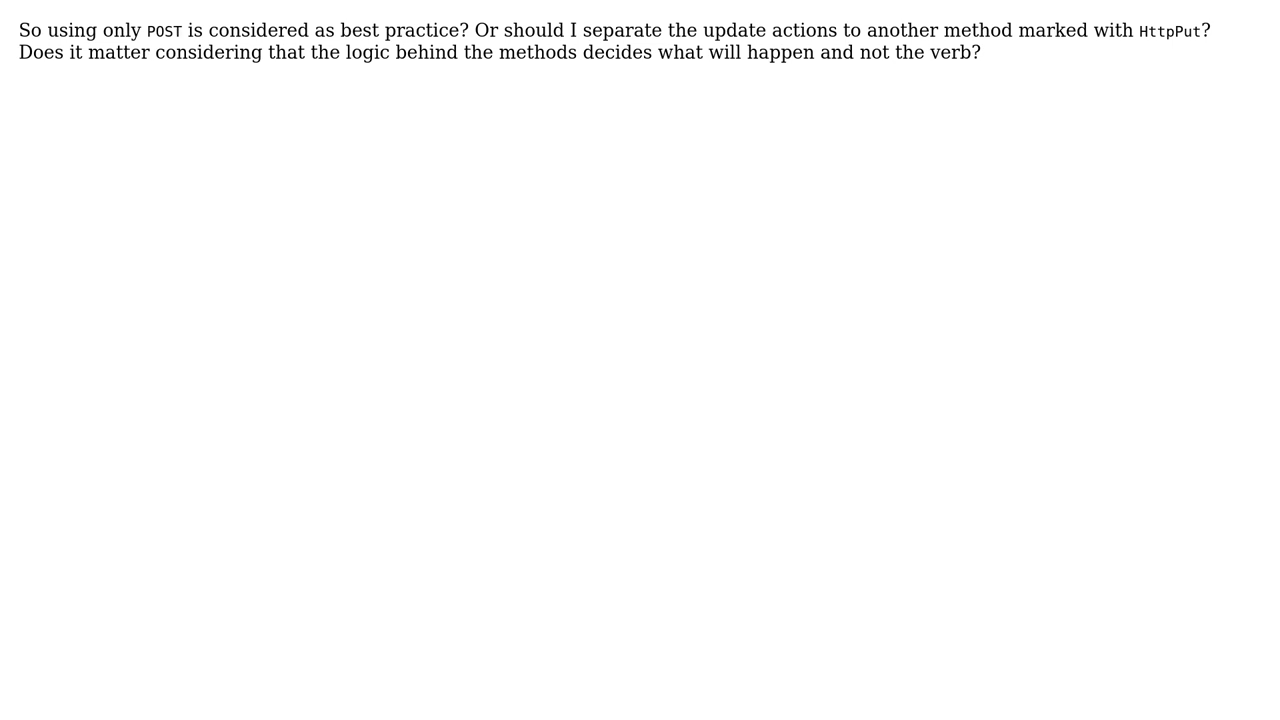 So using only POST is considered as best practice? Or should I separate the update actions to another method marked with HttpPut?
Does it matter considering that the logic behind the methods decides what will happen and not the verb?